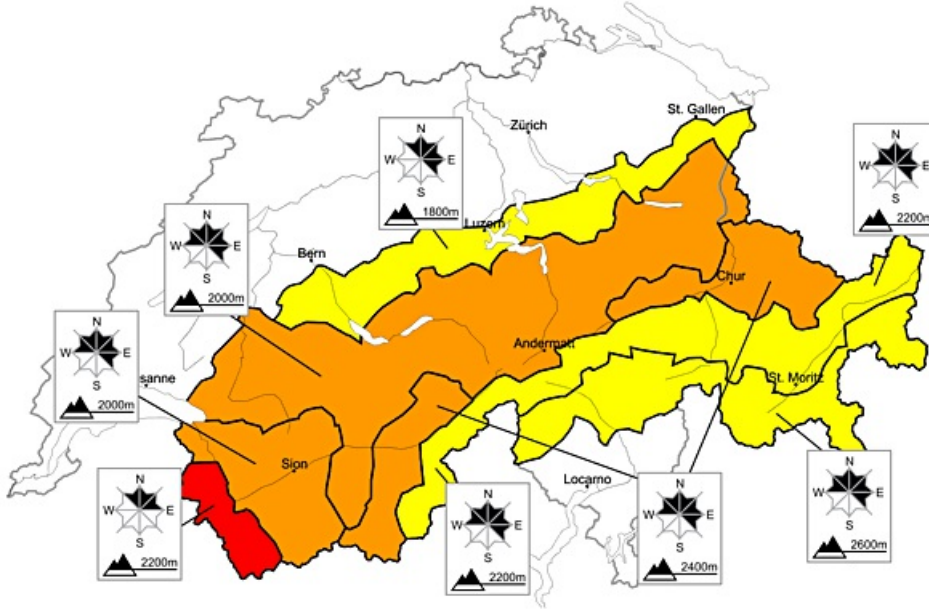 St. Gallen
Zürich
N
W E
S
1800m
N
W E
S
2200m
Luzern
N
W E
S
2000m
Bern
Chur
N
W E
S
2000m
sanne
Andermatt
St. Moritz
Sion
Locarno
N
W E
S
2200m
N
W E
S
2200m
N
W E
S
2400m
N
W E
S
2600m